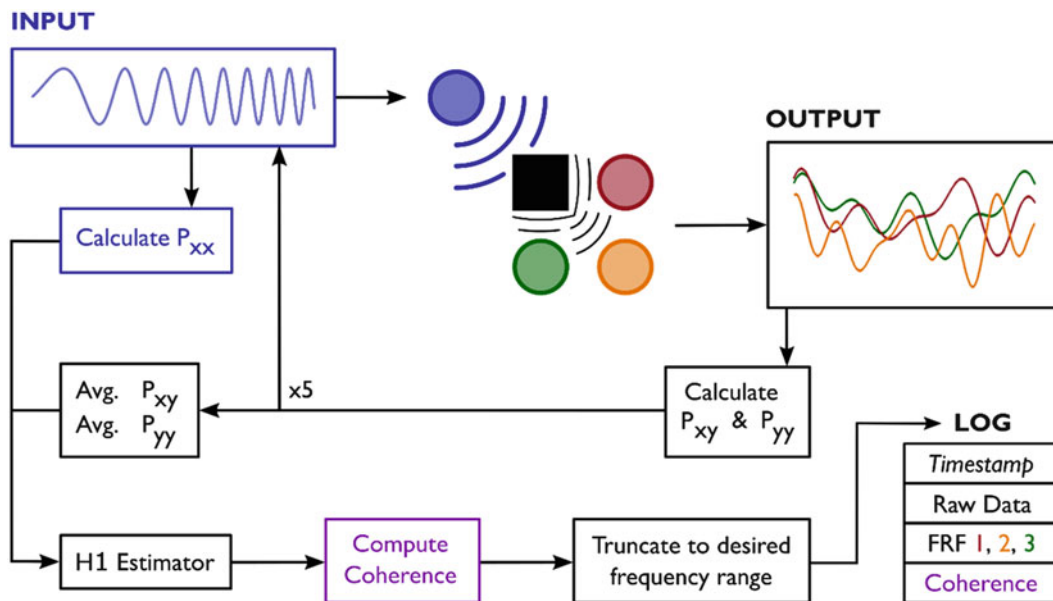 INPUT
OUTPUT
Calculate Pxx
Avg. Pxy
Avg. Pyy
x5
Calculate
Pxy & Pyy
LOG
Timestamp
Raw Data
FRF 1, 2, 3
Coherence
H1 Estimator
Compute
Coherence
Truncate to desired
frequency range